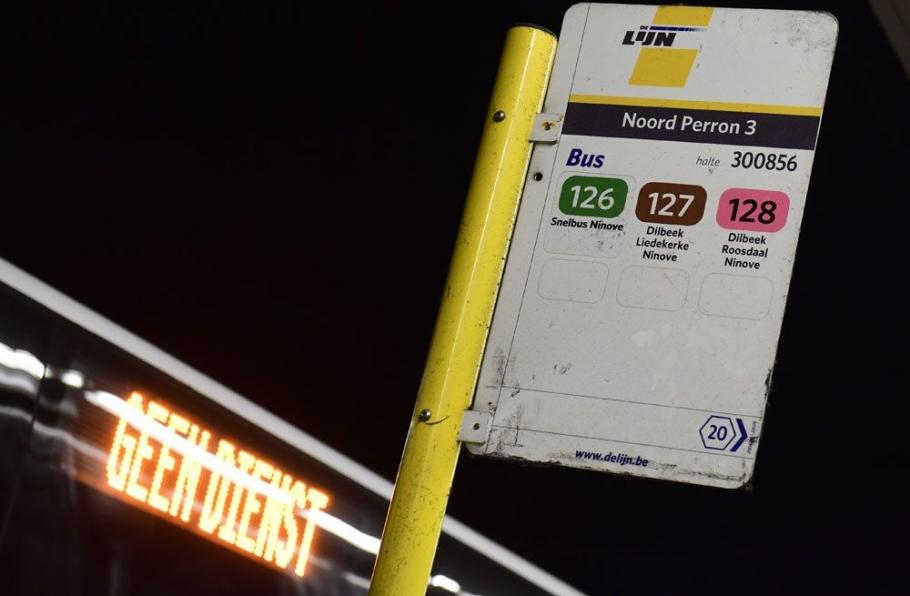 DE
LIJN
Noord Perron 3
Bus
halte 300856
126
Snelbus Ninove
127
Dilbeek
Liedekerke
Ninove
128
Dilbeek
Roosdaal
Ninove
20
www.delijn.be
GEEN DIENST